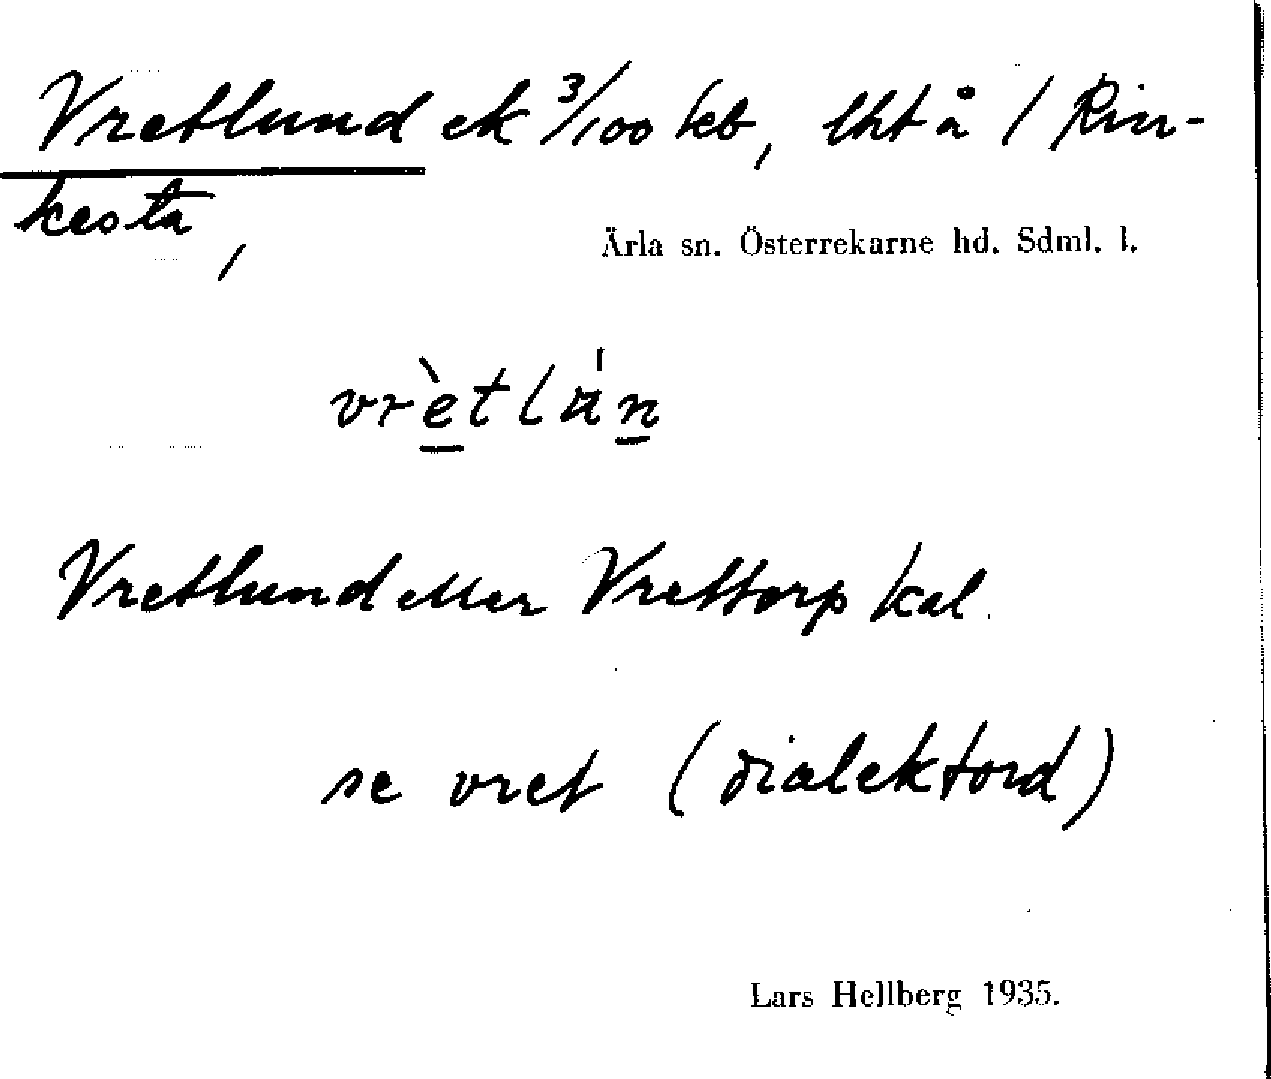 Vretlund ek 3/100 kb, lht å 1 Rin-
kesta,
Ärla sn. Österrekarne hd. Sdml. l.
vrètlán
Vretlund eller Vrettorp kal.
se vret (dialektord)
Lars Hellberg 1935.